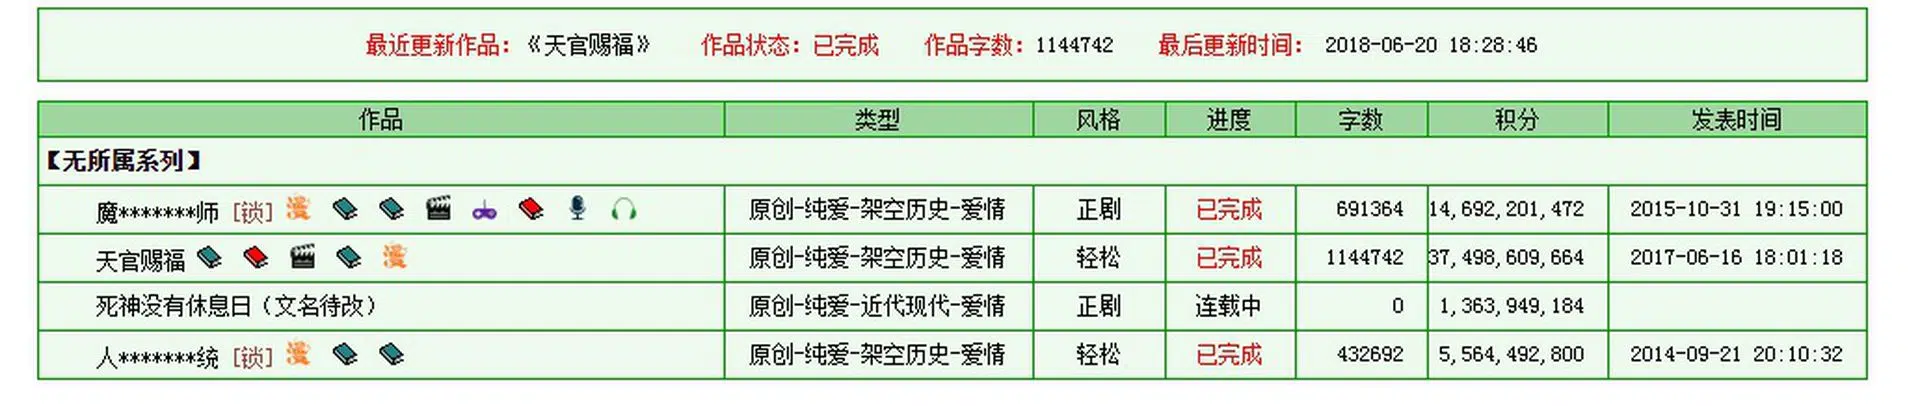 最近更新作品：《天官赐福》 作品状态：已完成 作品字数：1144742 最后更新时间： 2018-06-20 18:28:46
作品 类型 风格 进度 字数 积分 发表时间
【无所属系列】
魔*******师 [锁] 漫 原创-纯爱-架空历史-爱情 正剧 已完成 691364 14,692,201,472 2015-10-31 19:15:00
天官赐福 漫 原创-纯爱-架空历史-爱情 轻松 已完成 1144742 37,498,609,664 2017-06-16 18:01:18
死神没有休息日（文名待改） 原创-纯爱-近代现代-爱情 正剧 连载中 0 1,363,949,184
人*******统 [锁] 漫 原创-纯爱-架空历史-爱情 轻松 已完成 432692 5,564,492,800 2014-09-21 20:10:32